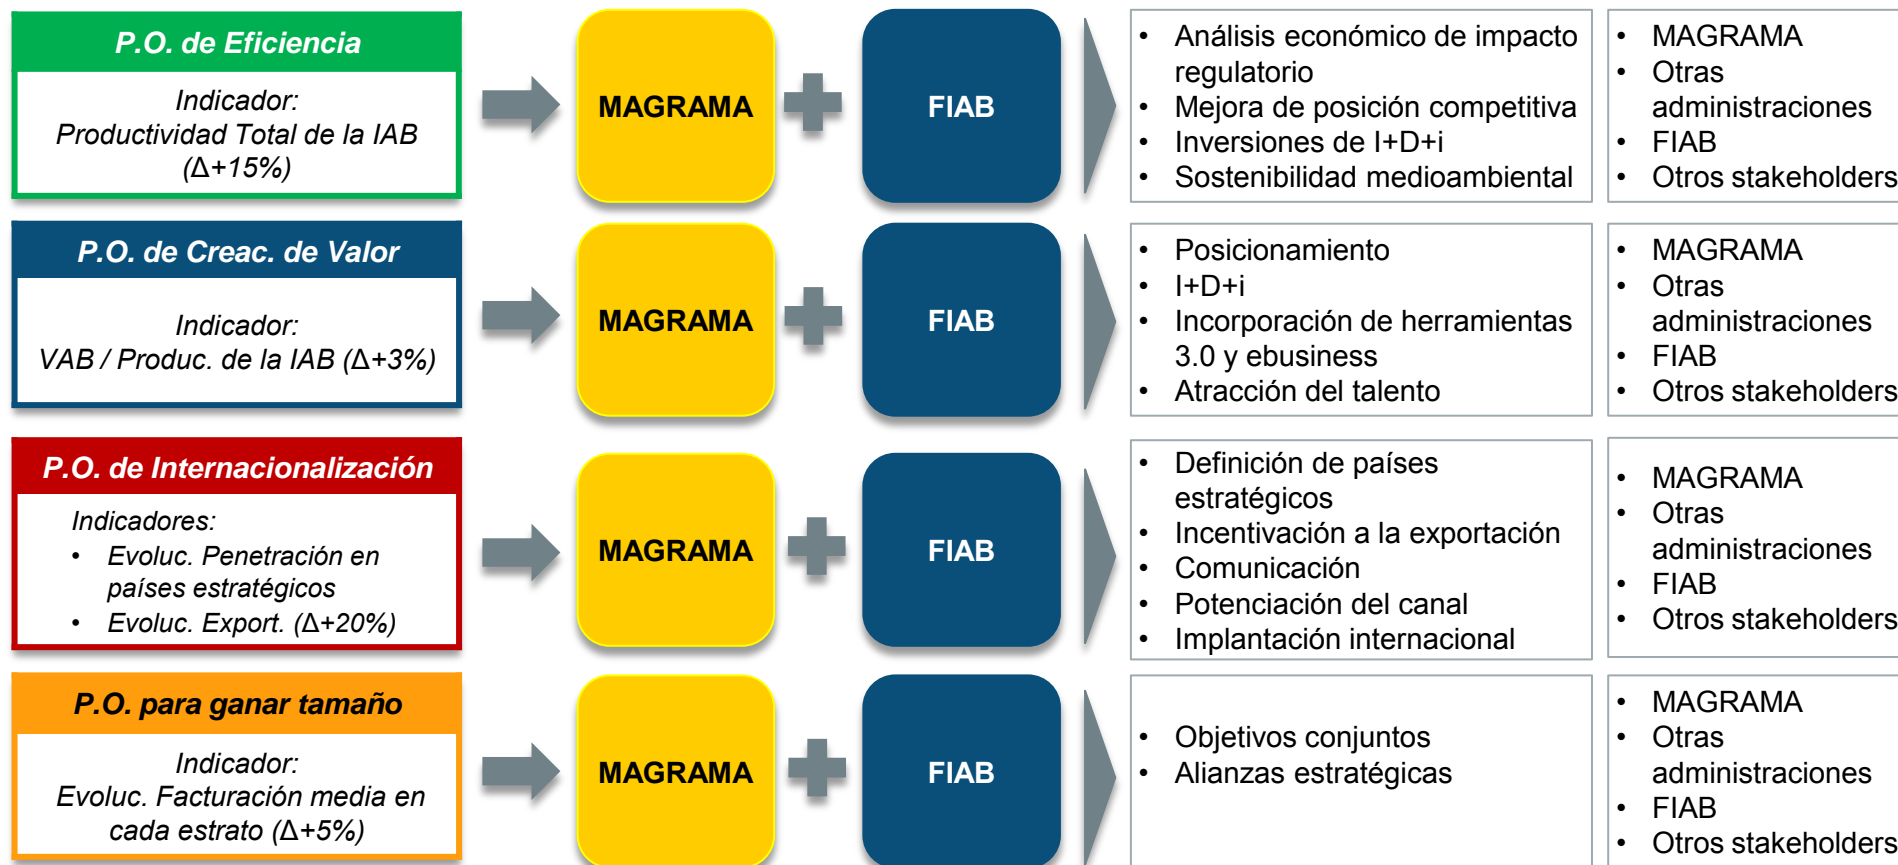 P.O. de Eficiencia
Indicador:
Productividad Total de la IAB
(Δ+15%)
MAGRAMA
FIAB
• Análisis económico de impacto
regulatorio
• Mejora de posición competitiva
• Inversiones de I+D+i
• Sostenibilidad medioambiental
• MAGRAMA
• Otras
administraciones
• FIAB
• Otros stakeholders
P.O. de Creac. de Valor
Indicador:
VAB / Produc. de la IAB (Δ+3%)
MAGRAMA
FIAB
• Posicionamiento
• I+D+i
• Incorporación de herramientas
3.0 y ebusiness
• Atracción del talento
• MAGRAMA
• Otras
administraciones
• FIAB
• Otros stakeholders
P.O. de Internacionalización
Indicadores:
• Evoluc. Penetración en
países estratégicos
• Evoluc. Export. (Δ+20%)
MAGRAMA
FIAB
• Definición de países
estratégicos
• Incentivación a la exportación
• Comunicación
• Potenciación del canal
• Implantación internacional
• MAGRAMA
• Otras
administraciones
• FIAB
• Otros stakeholders
P.O. para ganar tamaño
Indicador:
Evoluc. Facturación media en
cada estrato (Δ+5%)
MAGRAMA
FIAB
• Objetivos conjuntos
• Alianzas estratégicas
• MAGRAMA
• Otras
administraciones
• FIAB
• Otros stakeholders